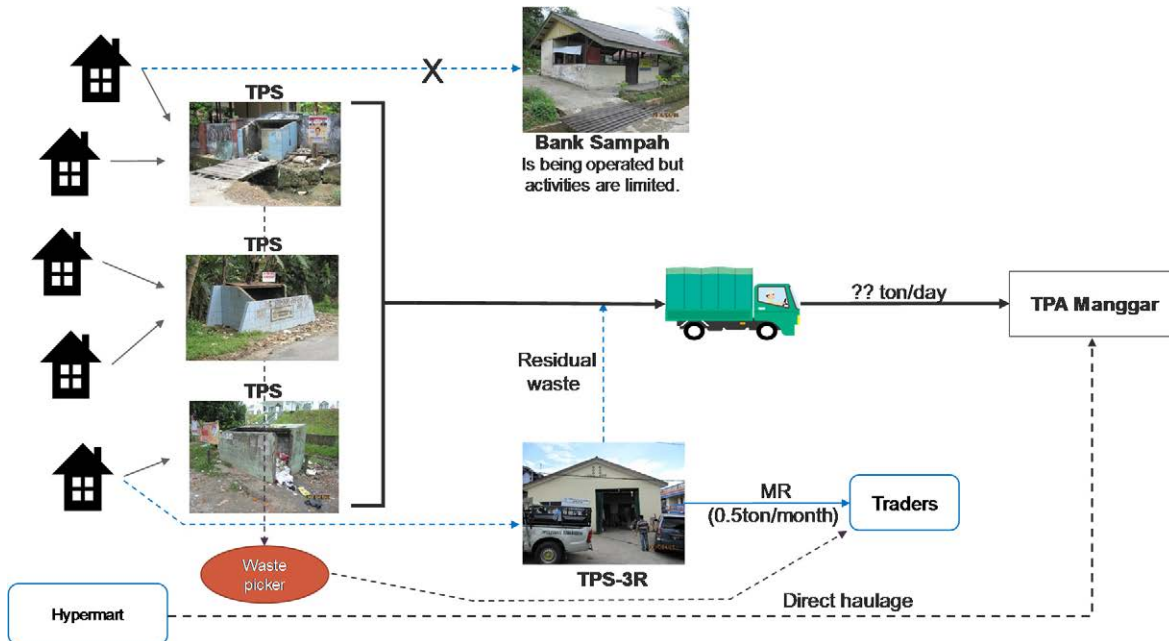 TPS
Bank Sampah
Is being operated but
activities are limited.
TPS
?? ton/day
TPA Manggar
Residual
waste
TPS
MR
(0.5ton/month)
Traders
TPS-3R
Waste
picker
Hypermart
Direct haulage
X